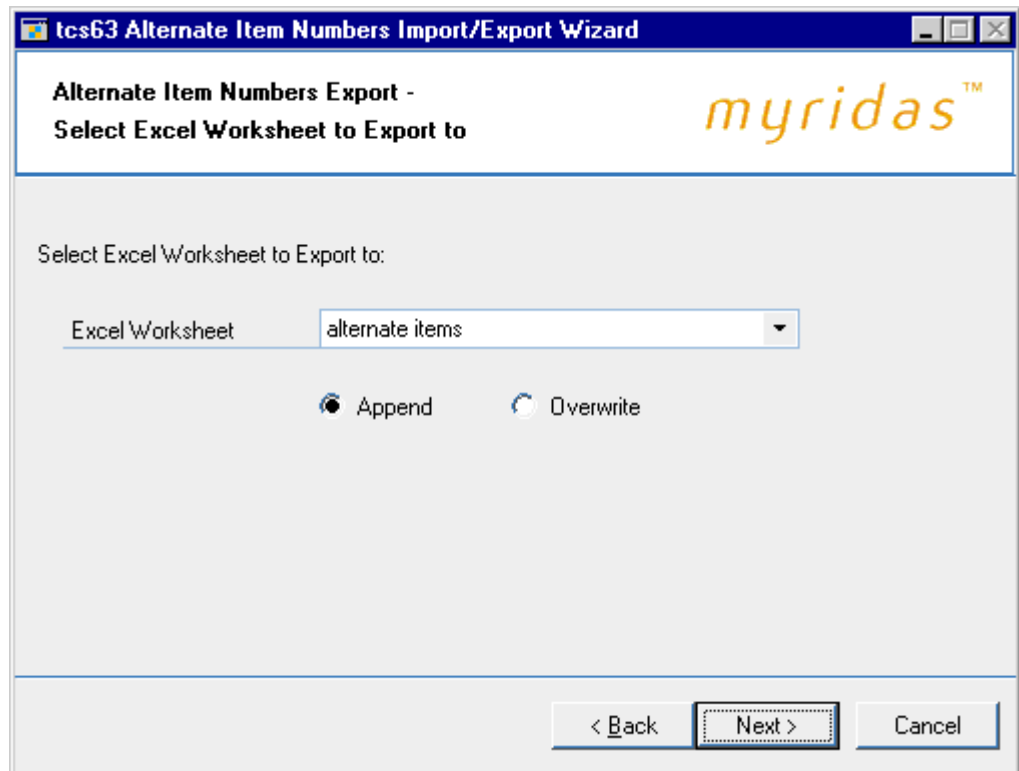 tcs63 Alternate Item Numbers Import/Export Wizard
Alternate Item Numbers Export -
Select Excel Worksheet to Export to
myridas™
Select Excel Worksheet to Export to:
Excel Worksheet alternate items
Append Overwrite
< Back Next > Cancel